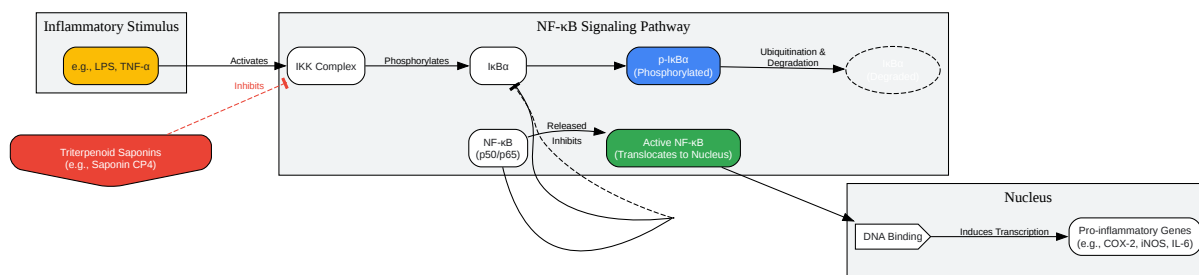 Inflammatory Stimulus
e.g., LPS, TNF-α
Activates
Inhibits
Triterpenoid Saponins
(e.g., Saponin CP4)
NF-κB Signaling Pathway
IKK Complex
Phosphorylates
IκBα
p-IκBα
(Phosphorylated)
Ubiquitination &
Degradation
IκBα
(Degraded)
NF-κB
(p50/p65)
Released
Inhibits
Active NF-κB
(Translocates to Nucleus)
Nucleus
DNA Binding
Induces Transcription
Pro-inflammatory Genes
(e.g., COX-2, iNOS, IL-6)